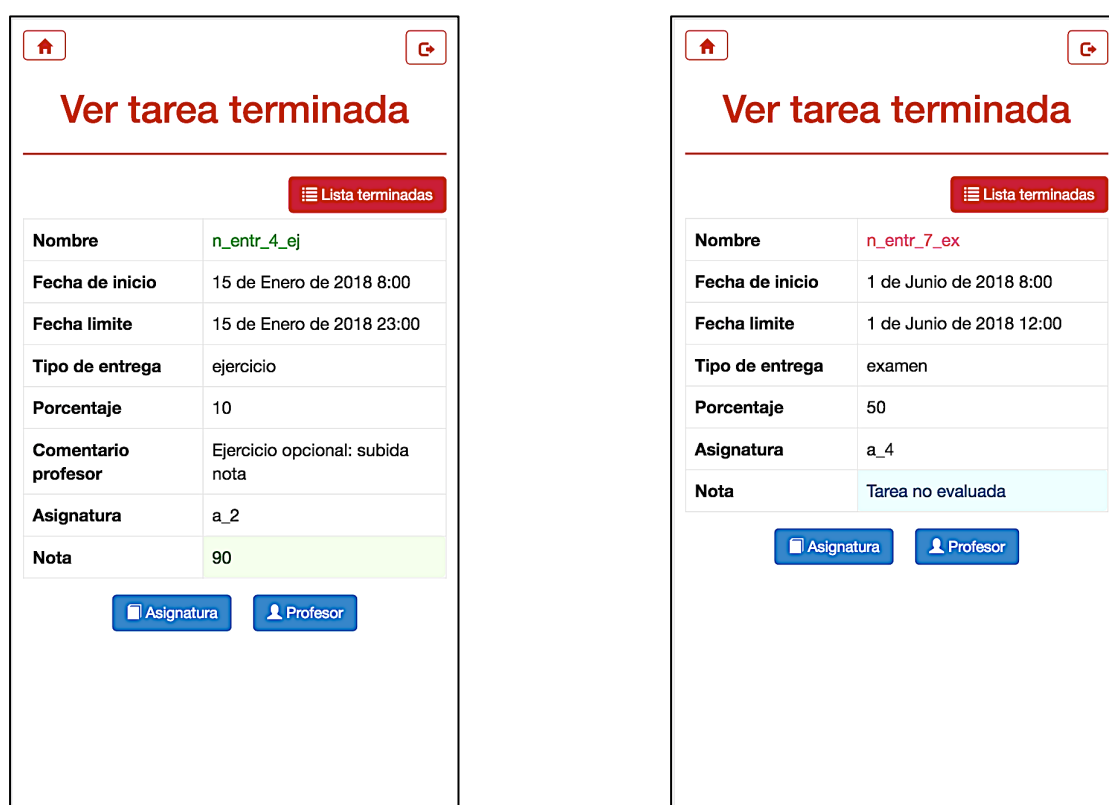 Ver tarea terminada
Lista terminadas
Nombre n_entr_4_ej
Fecha de inicio 15 de Enero de 2018 8:00
Fecha limite 15 de Enero de 2018 23:00
Tipo de entrega ejercicio
Porcentaje 10
Comentario profesor Ejercicio opcional: subida nota
Asignatura a_2
Nota 90
Asignatura Profesor
Ver tarea terminada
Lista terminadas
Nombre n_entr_7_ex
Fecha de inicio 1 de Junio de 2018 8:00
Fecha limite 1 de Junio de 2018 12:00
Tipo de entrega examen
Porcentaje 50
Asignatura a_4
Nota Tarea no evaluada
Asignatura Profesor